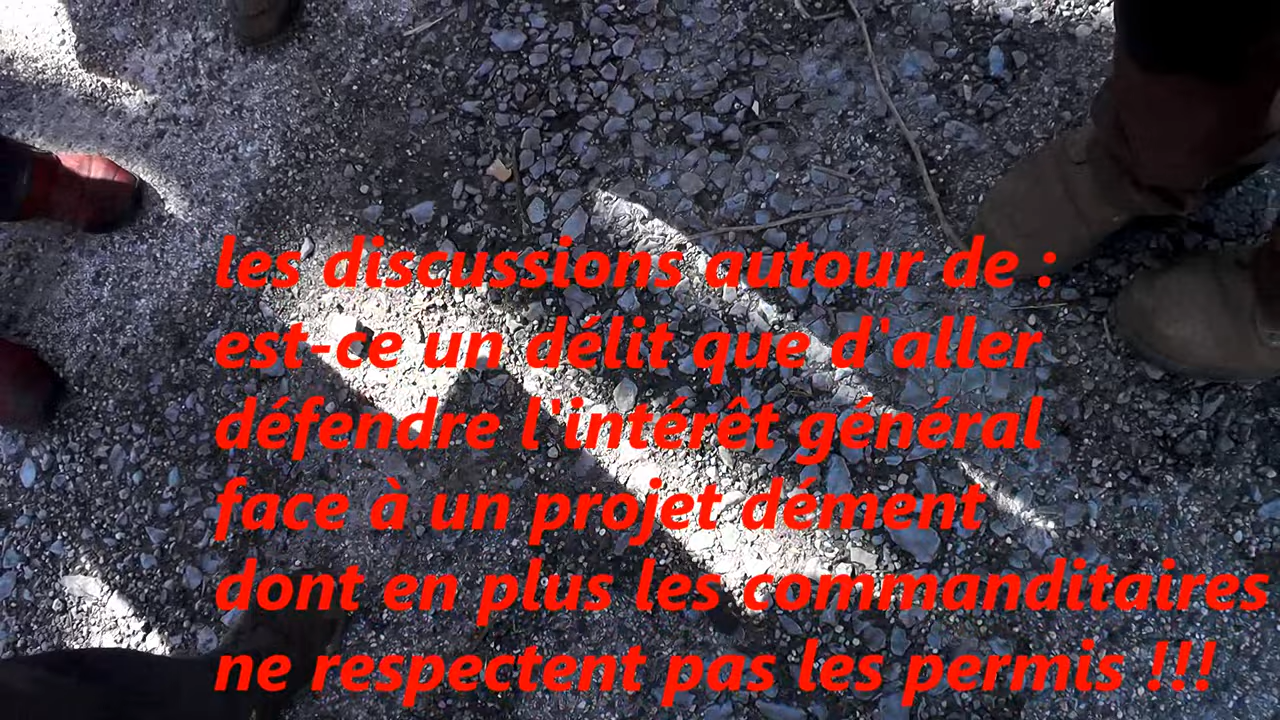 les discussions autour de :
est-ce un délit que d'aller
défendre l'intérêt général
face à un projet dément
dont en plus les commanditaires
ne respectent pas les permis !!!